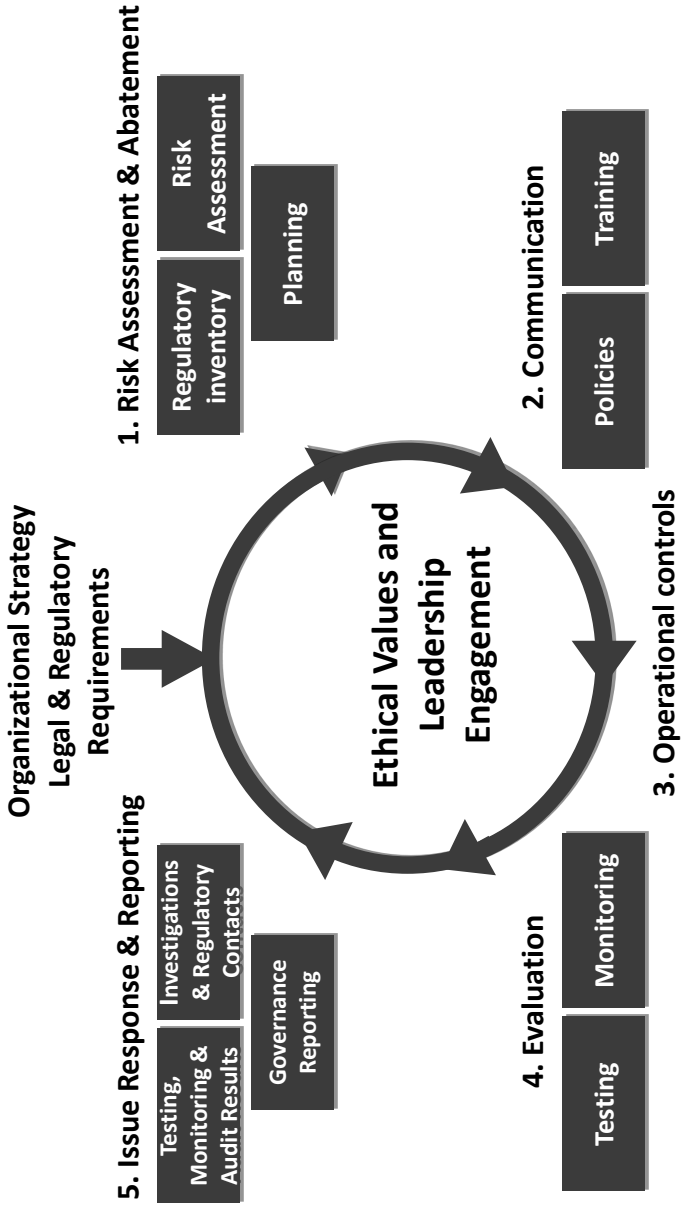 Organizational Strategy
Legal & Regulatory
Requirements
1. Risk Assessment & Abatement
Regulatory
inventory
Risk
Assessment
Planning
2. Communication
Policies
Training
3. Operational controls
4. Evaluation
Testing
Monitoring
5. Issue Response & Reporting
Testing,
Monitoring &
Audit Results
Investigations
& Regulatory
Contacts
Governance
Reporting
Ethical Values and
Leadership
Engagement